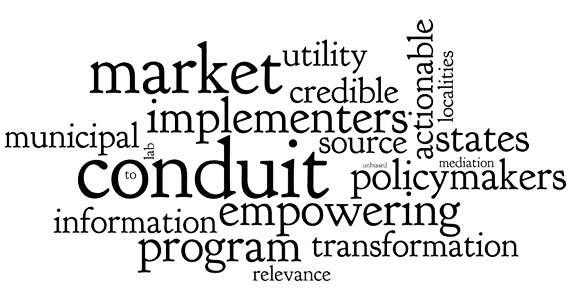 market
utility
credible
actionable
localities
implementers
municipal
lab
source
states
conduit
to
unbiased
mediation
policymakers
information
empowering
program
transformation
relevance